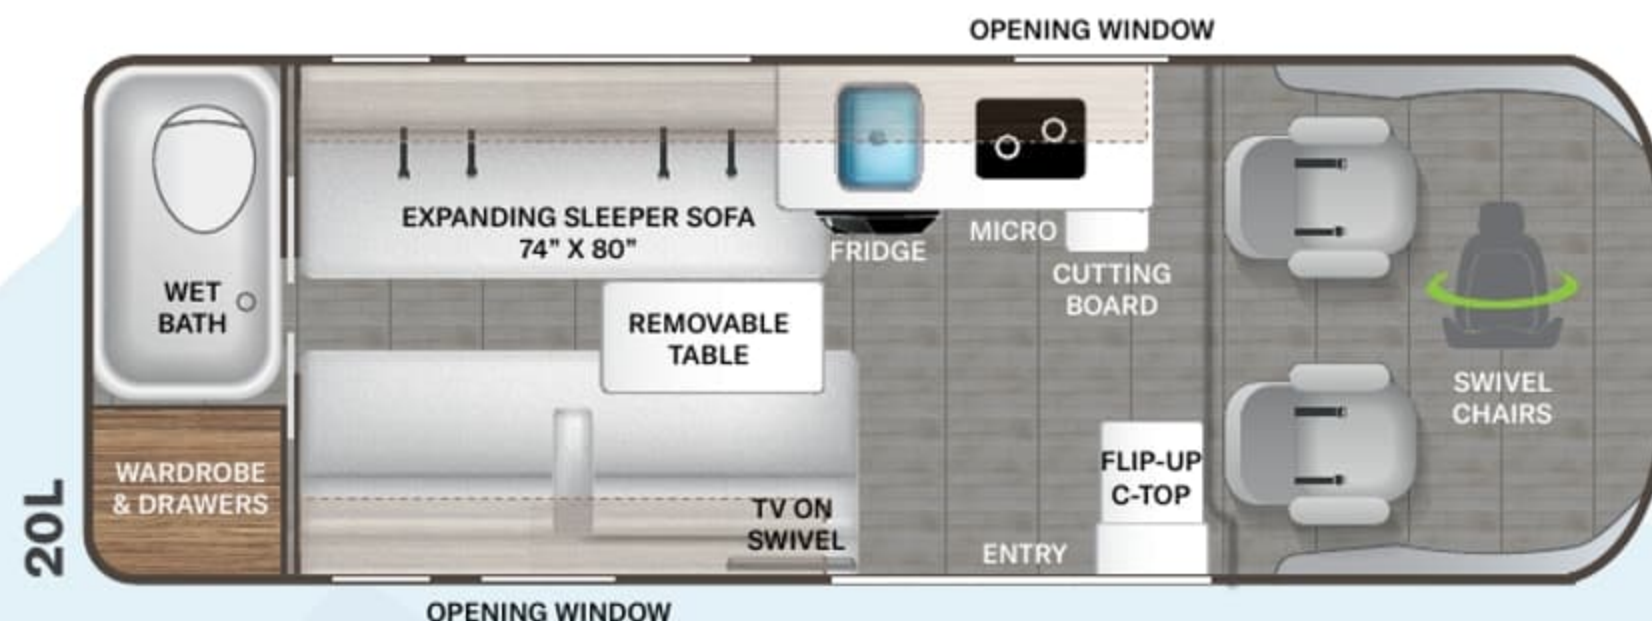 OPENING WINDOW
EXPANDING SLEEPER SOFA
74” X 80”
FRIDGE
MICRO
CUTTING
BOARD
WET
BATH
REMOVABLE
TABLE
SWIVEL
CHAIRS
WARDROBE
& DRAWERS
FLIP-UP
C-TOP
TV ON
SWIVEL
ENTRY
20L
OPENING WINDOW